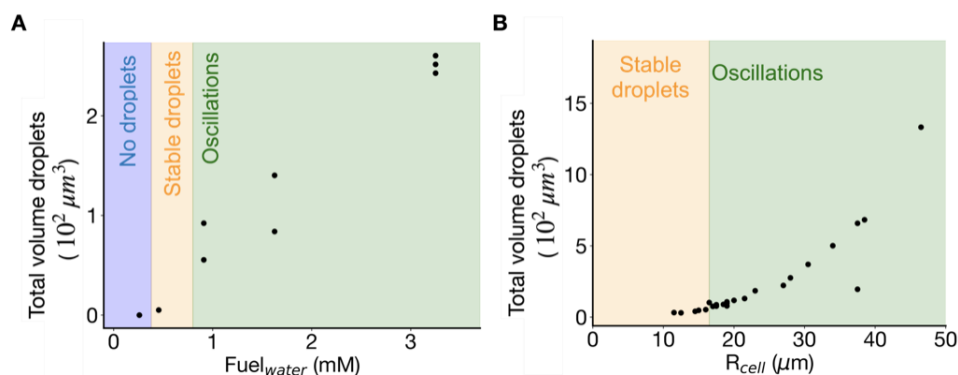 A
Total volume droplets
(10² μm³)
No droplets
Stable droplets
Oscillations
2
1
0
0
1
2
3
Fuel_water (mM)
B
Total volume droplets
(10² μm³)
Stable
droplets
Oscillations
15
10
5
0
0
10
20
30
40
50
R_cell (μm)